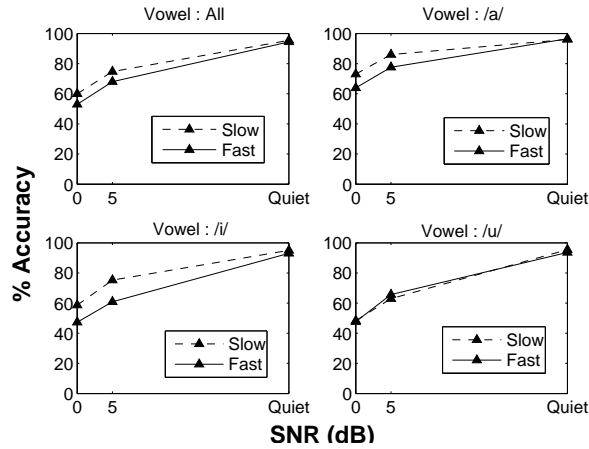 Vowel : All
100
80
60
40
20
0
0 5 Quiet
Slow
Fast
Vowel : /a/
100
80
60
40
20
0
0 5 Quiet
Slow
Fast
Vowel : /i/
100
80
60
40
20
0
0 5 Quiet
Slow
Fast
Vowel : /u/
100
80
60
40
20
0
0 5 Quiet
Slow
Fast
% Accuracy
SNR (dB)